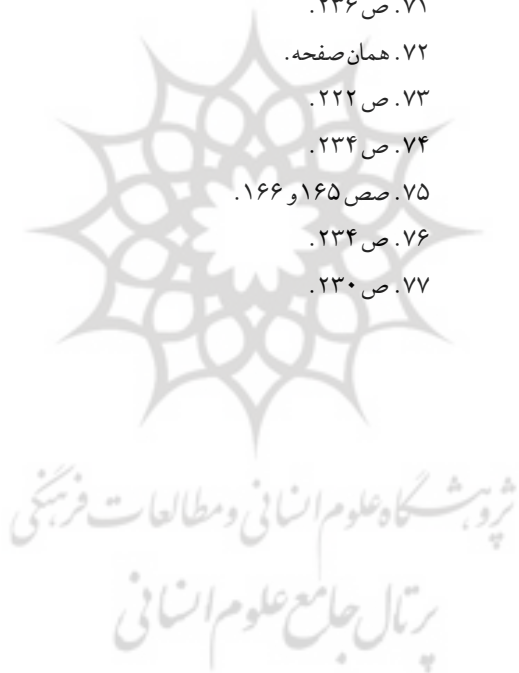 ۷۱. ص ۲۳۶.
۷۲. همان صفحه.
۷۳. ص ۲۲۲.
۷۴. ص ۲۳۴.
۷۵. صص ۱۶۵ و ۱۶۶.
۷۶. ص ۲۳۴.
۷۷. ص ۲۳۰.
پژوهشگاه علوم انسانی و مطالعات فرهنگی
پرتال جامع علوم انسانی